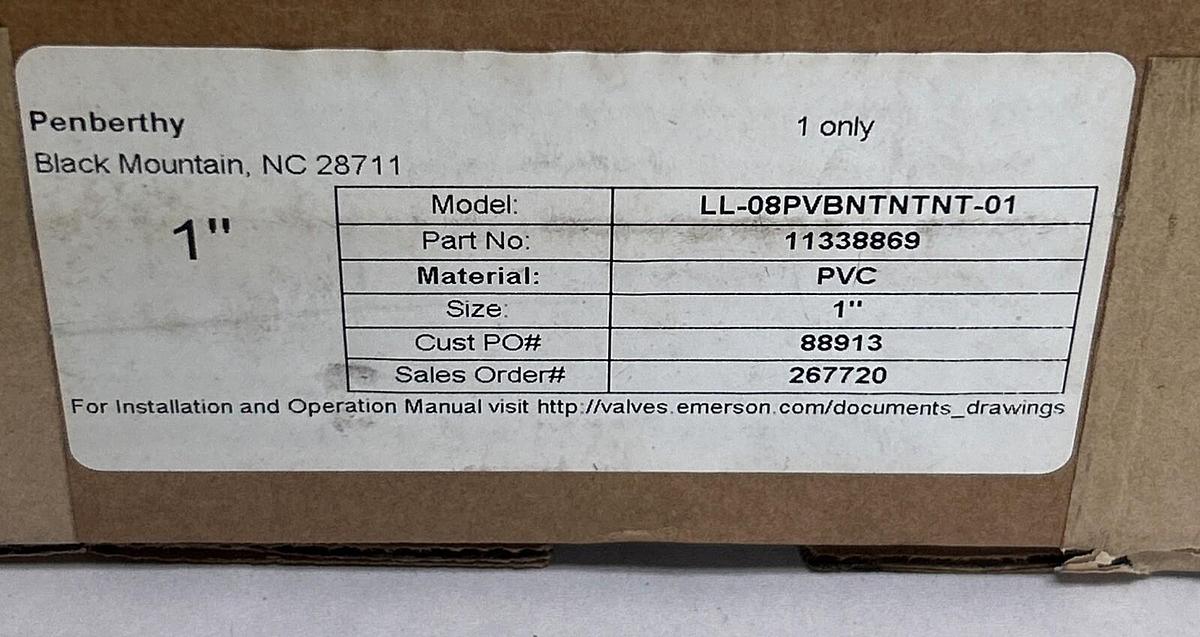 Penberthy
1 only
Black Mountain, NC 28711
1"
Model: LL-08PVBNTNTNT-01
Part No: 11338869
Material: PVC
Size: 1"
Cust PO# 88913
Sales Order# 267720
For Installation and Operation Manual visit http://valves.emerson.com/documents_drawings